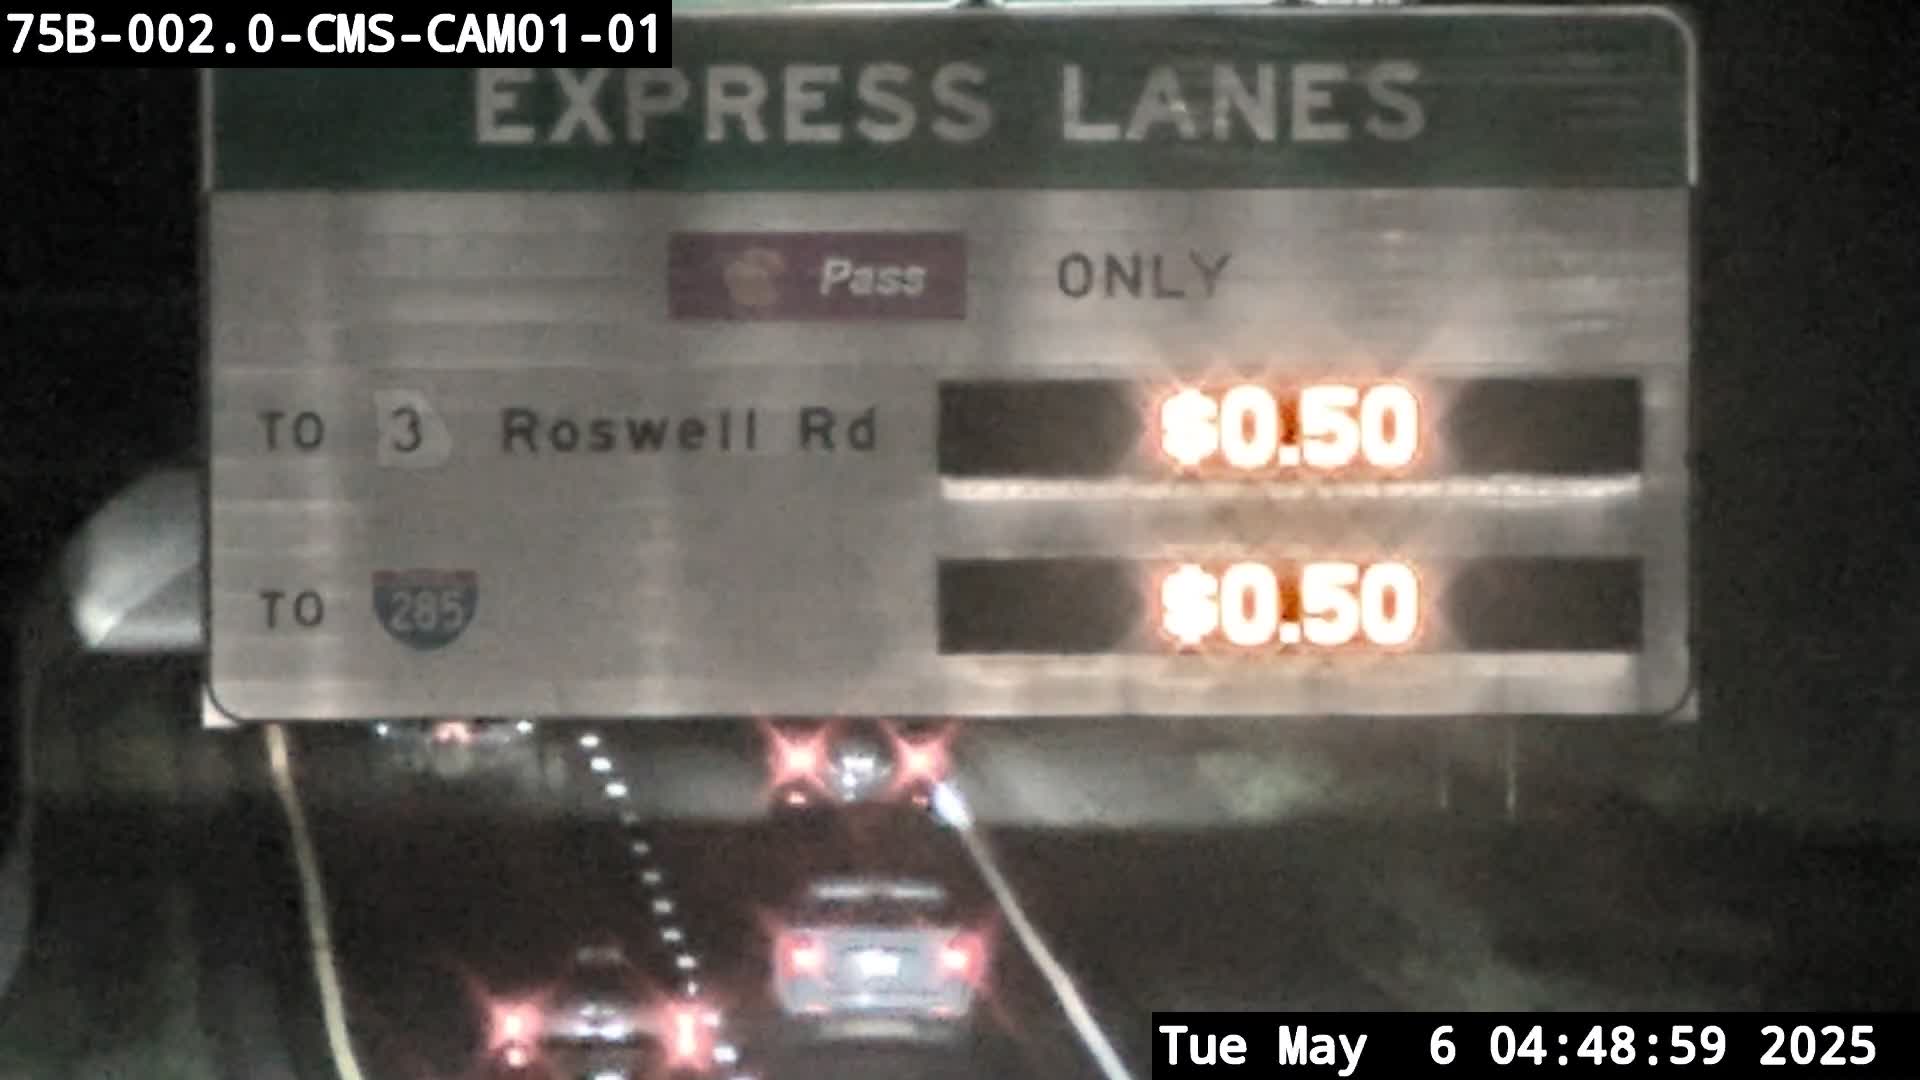 75B-002.0-CMS-CAM01-01
EXPRESS LANES
Pass ONLY
TO 3 Roswell Rd $0.50
TO 285 $0.50
Tue May 6 04:48:59 2025